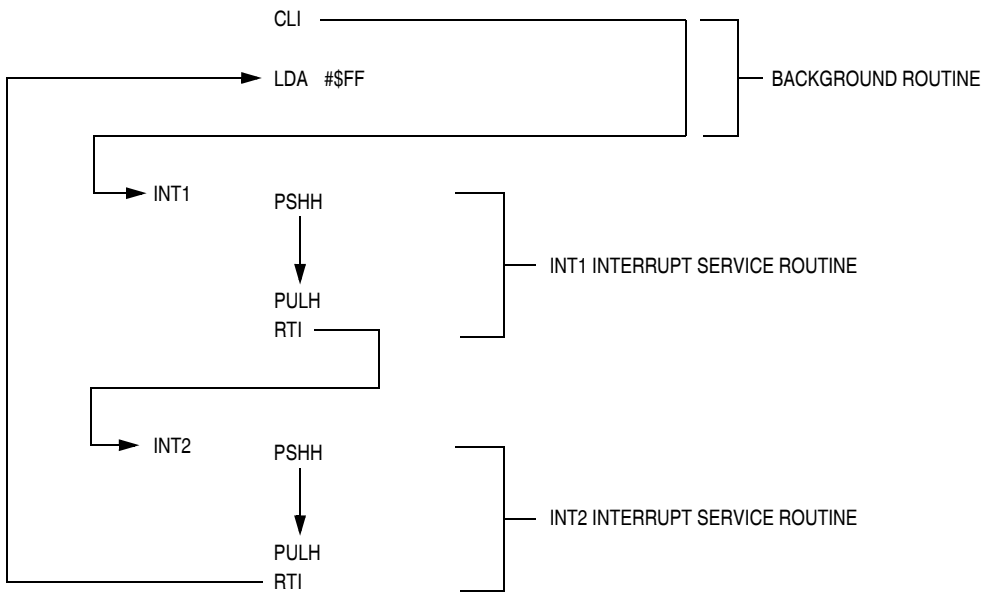 CLI
LDA #$FF
BACKGROUND ROUTINE
INT1
PSHH
INT1 INTERRUPT SERVICE ROUTINE
PULH
RTI
INT2
PSHH
INT2 INTERRUPT SERVICE ROUTINE
PULH
RTI